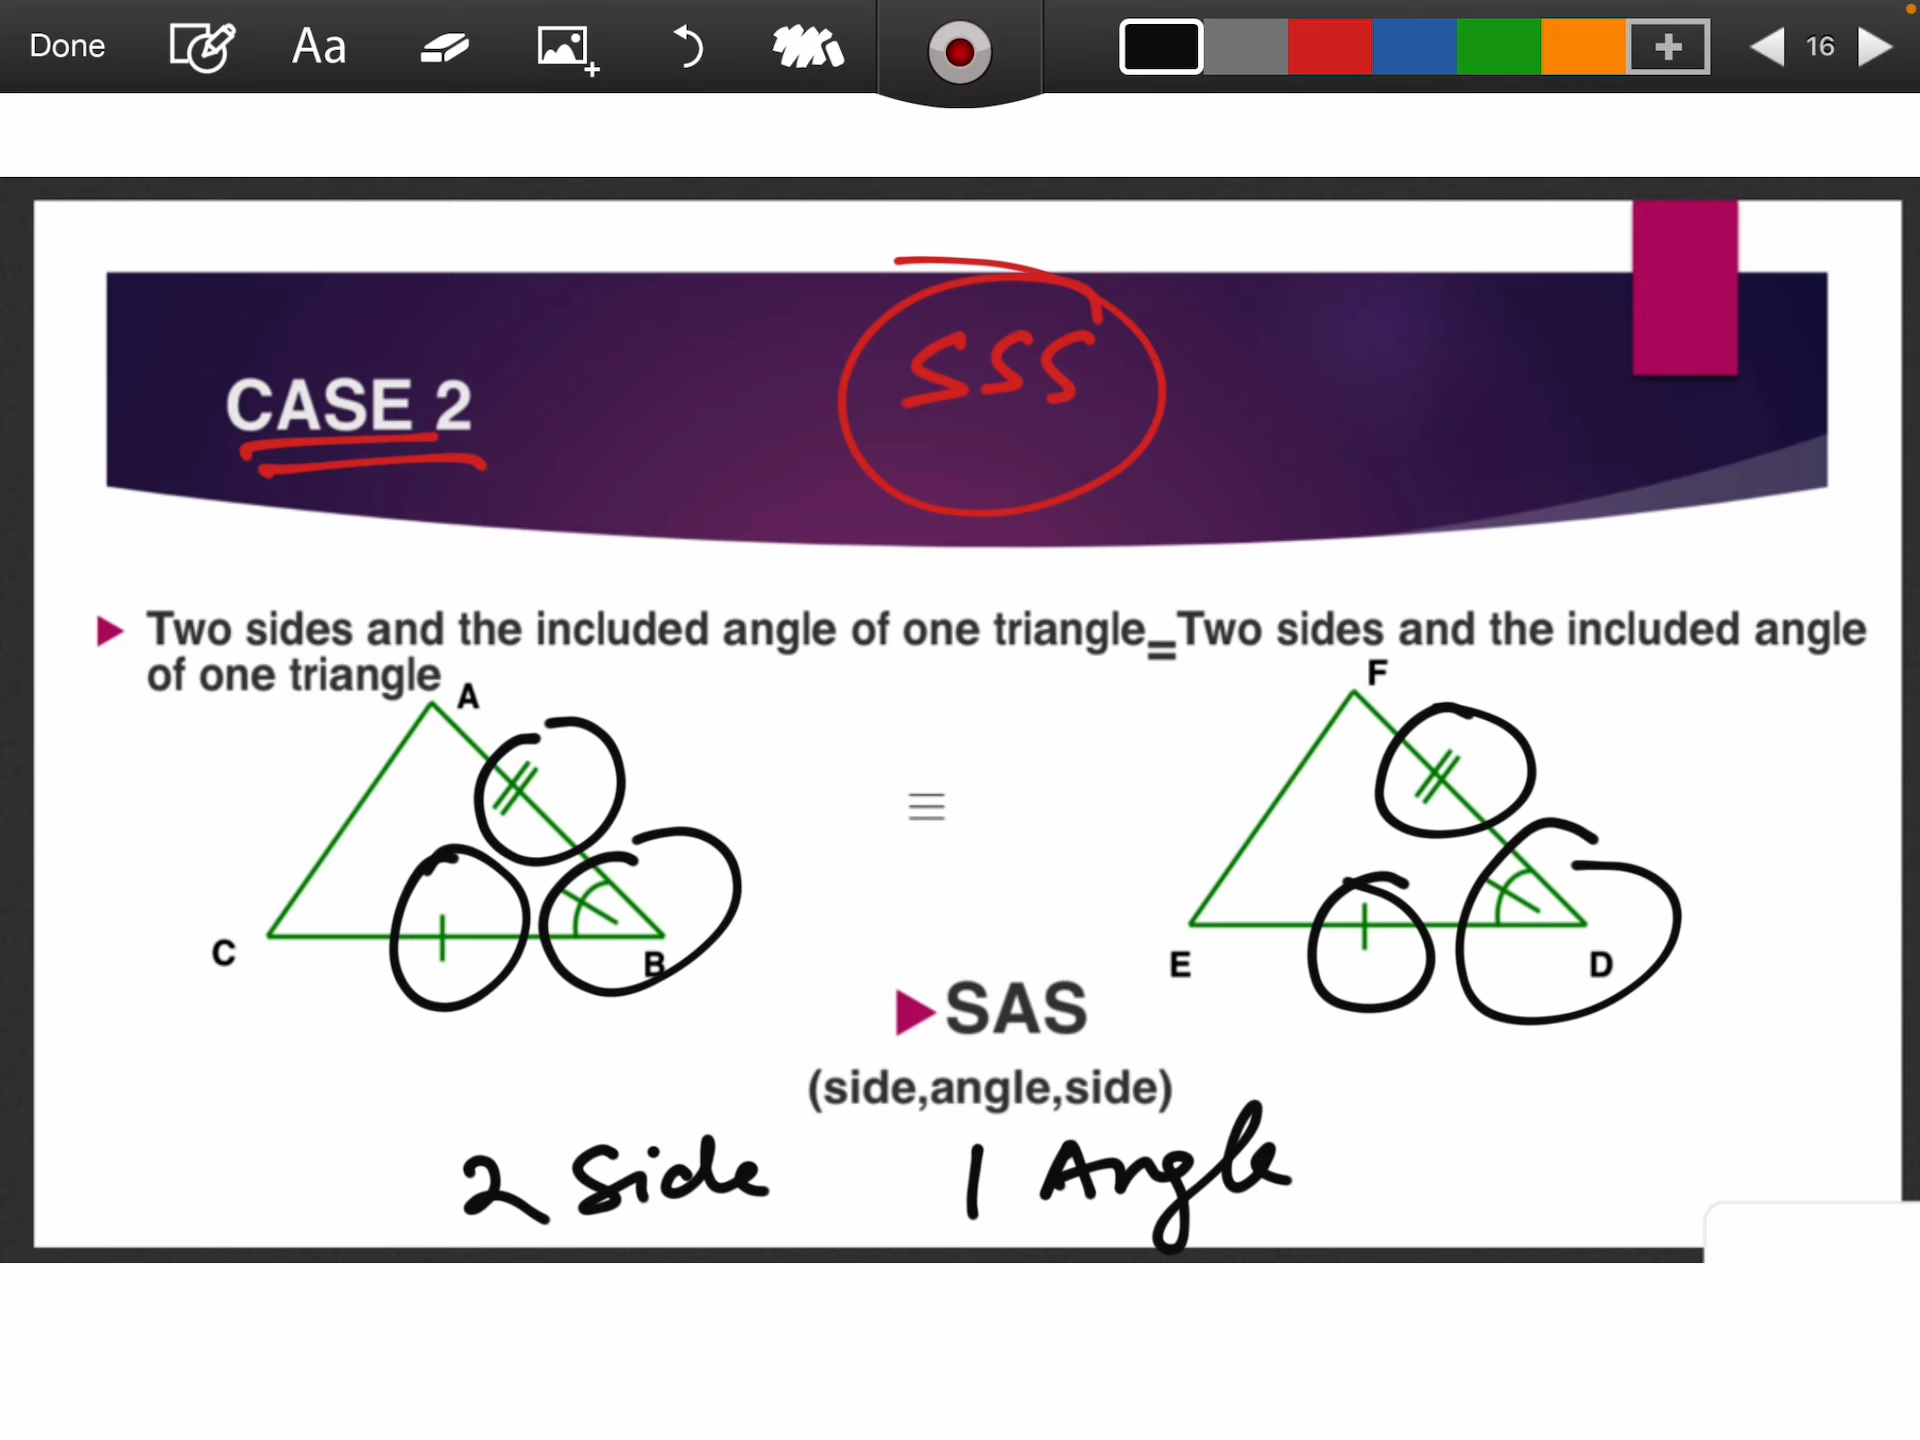 Done Aa 16
SSS
CASE 2
Two sides and the included angle of one triangle=Two sides and the included angle
of one triangle
A F
≡
C B E D
SAS
(side,angle,side)
2 Side 1 Angle